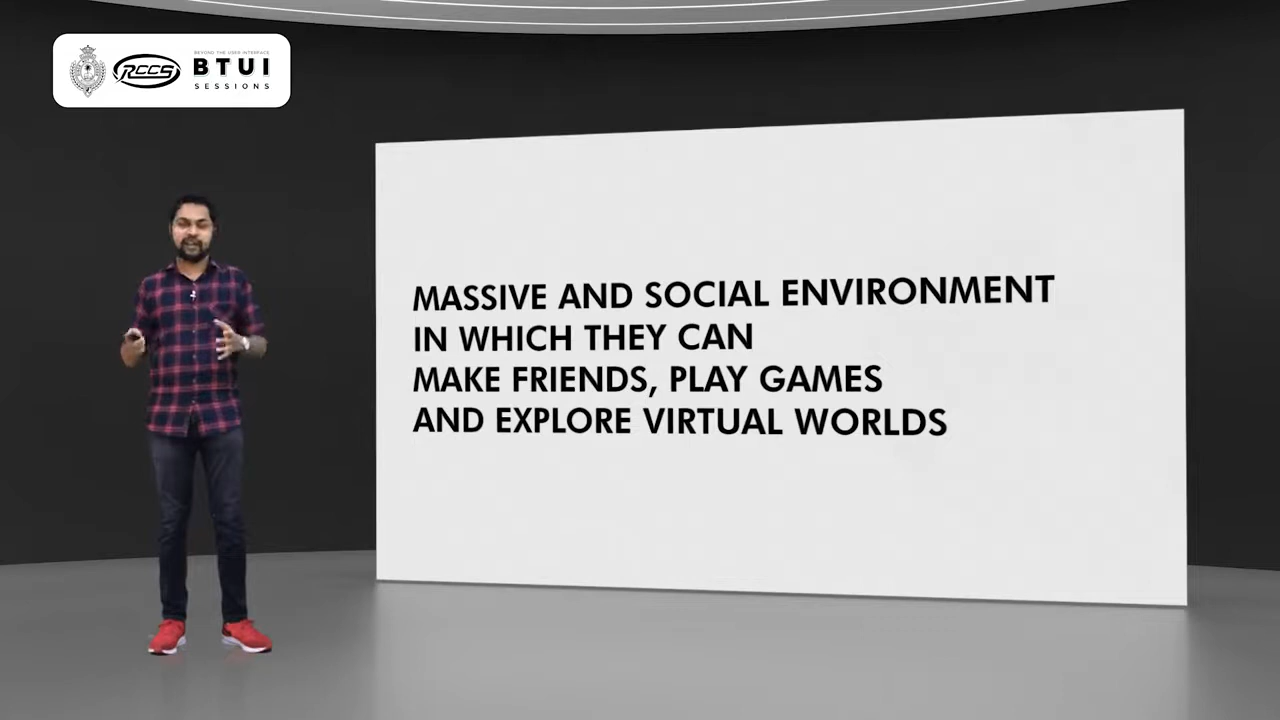 RCCS
BEYOND THE USER INTERFACE
BTUI
SESSIONS
MASSIVE AND SOCIAL ENVIRONMENT
IN WHICH THEY CAN
MAKE FRIENDS, PLAY GAMES
AND EXPLORE VIRTUAL WORLDS